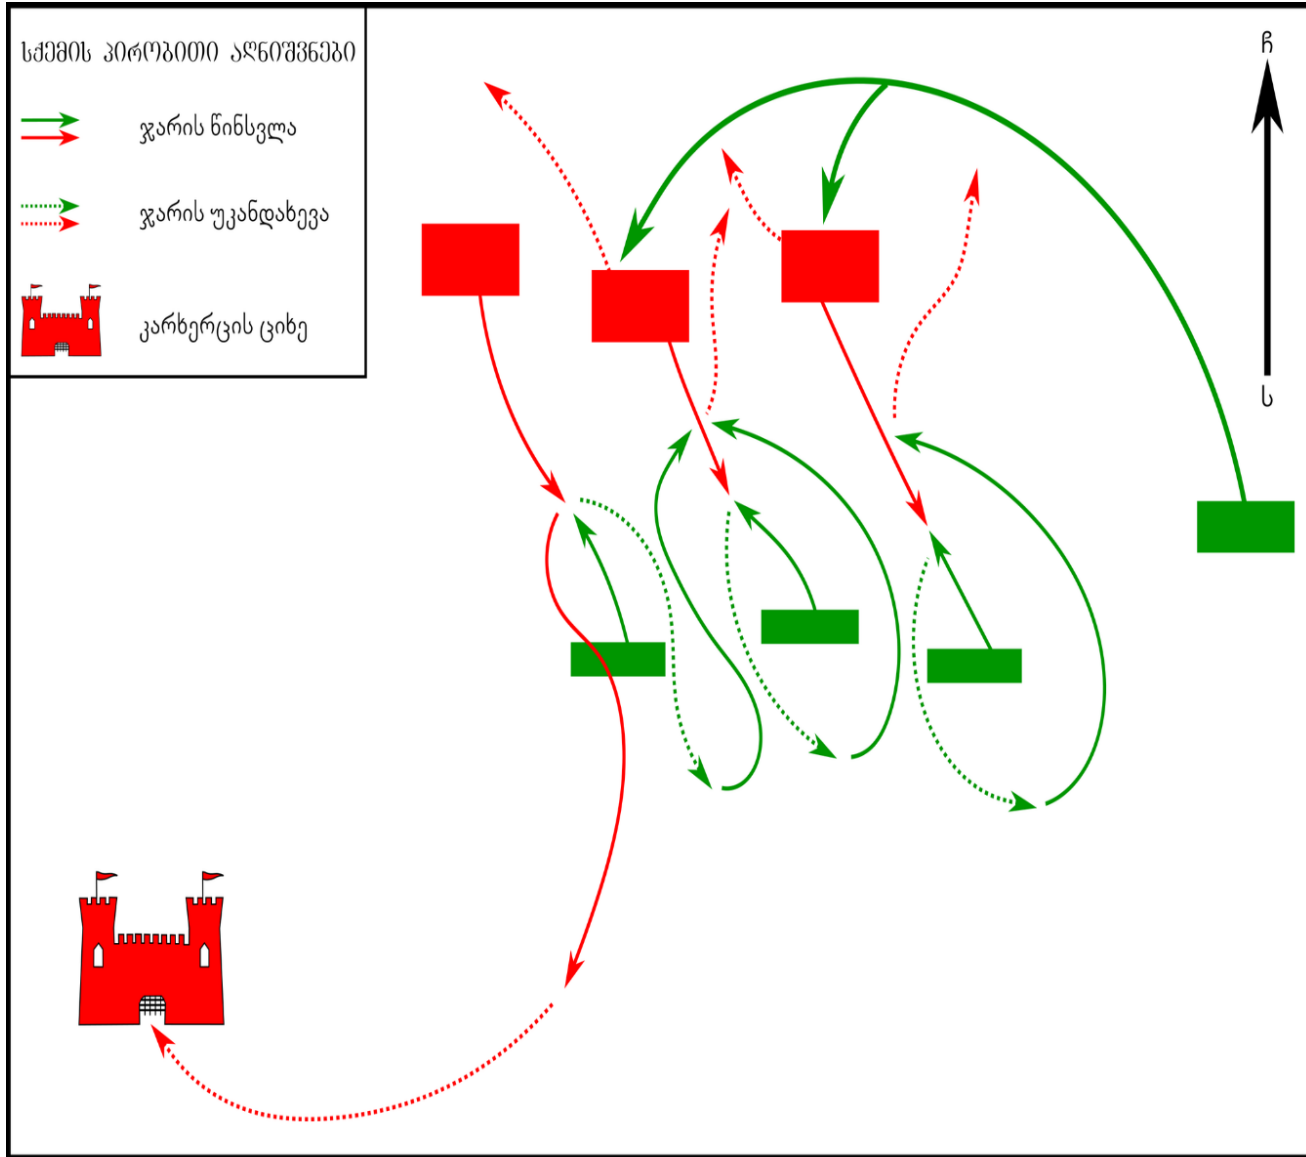 სქემის პირობითი აღნიშვნები
ჯარის წინსვლა
ჯარის უკანდახევა
კარხერცის ციხე
ჩ
ს